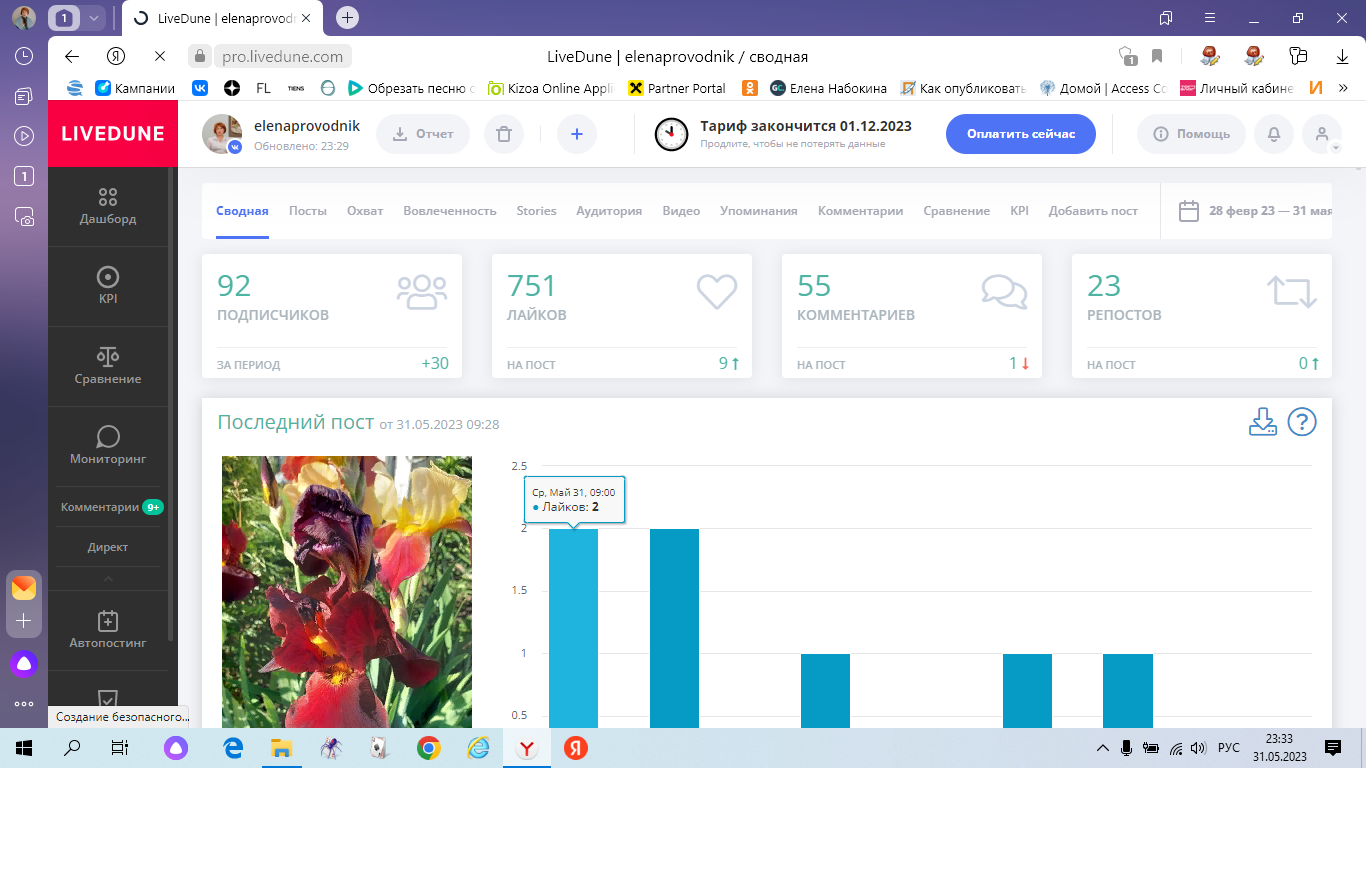 1
LiveDune | elenaprovodn
pro.livedune.com
LiveDune | elenaprovodnik / сводная
1
Кампании
FL
TIENS
Обрезать песню
Kizoa Online Appli
Partner Portal
GC
Елена Набокина
Как опубликовать
Домой | Access Co
Личный кабине
LIVEDUNE
elenaprovodnik
Обновлено: 23:29
Отчет
Тариф закончится 01.12.2023
Продлите, чтобы не потерять данные
Оплатить сейчас
Помощь
1
Дашборд
KPI
Сравнение
Мониторинг
Комментарии 9+
Директ
Автопостинг
Создание безопасного...
Сводная
Посты
Охват
Вовлеченность
Stories
Аудитория
Видео
Упоминания
Комментарии
Сравнение
KPI
Добавить пост
28 февр 23 — 31 мая
92
ПОДПИСЧИКОВ
ЗА ПЕРИОД +30
751
ЛАЙКОВ
НА ПОСТ 9↑
55
КОММЕНТАРИЕВ
НА ПОСТ 1↓
23
РЕПОСТОВ
НА ПОСТ 0↑
Последний пост от 31.05.2023 09:28
?
2.5
Ср, Май 31, 09:00
● Лайков: 2
2
1.5
1
0.5
РУС
23:33
31.05.2023